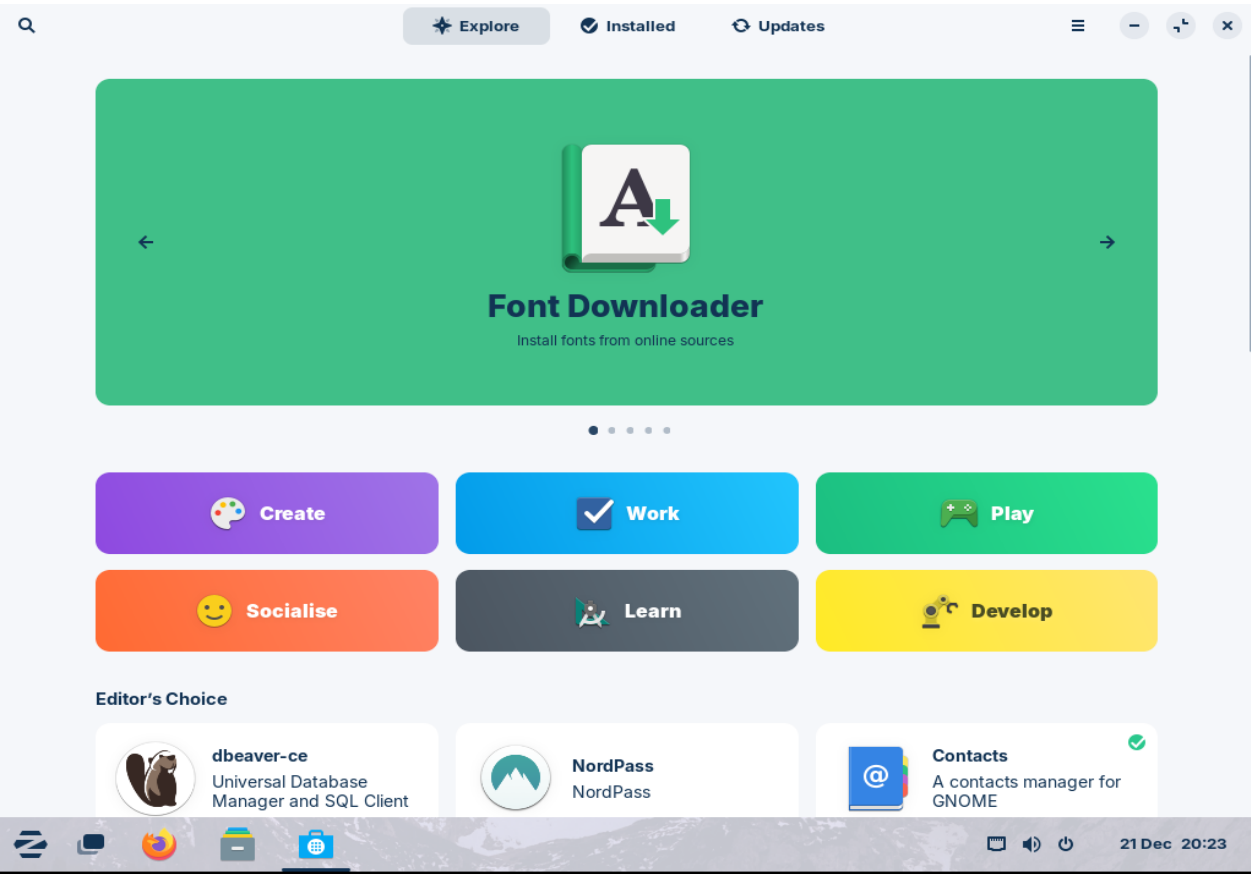 Explore Installed Updates
A
Font Downloader
Install fonts from online sources
Create Work Play
Socialise Learn Develop
Editor’s Choice
dbeaver-ce
Universal Database
Manager and SQL Client
NordPass
NordPass
@
Contacts
A contacts manager for
GNOME
21 Dec 20:23